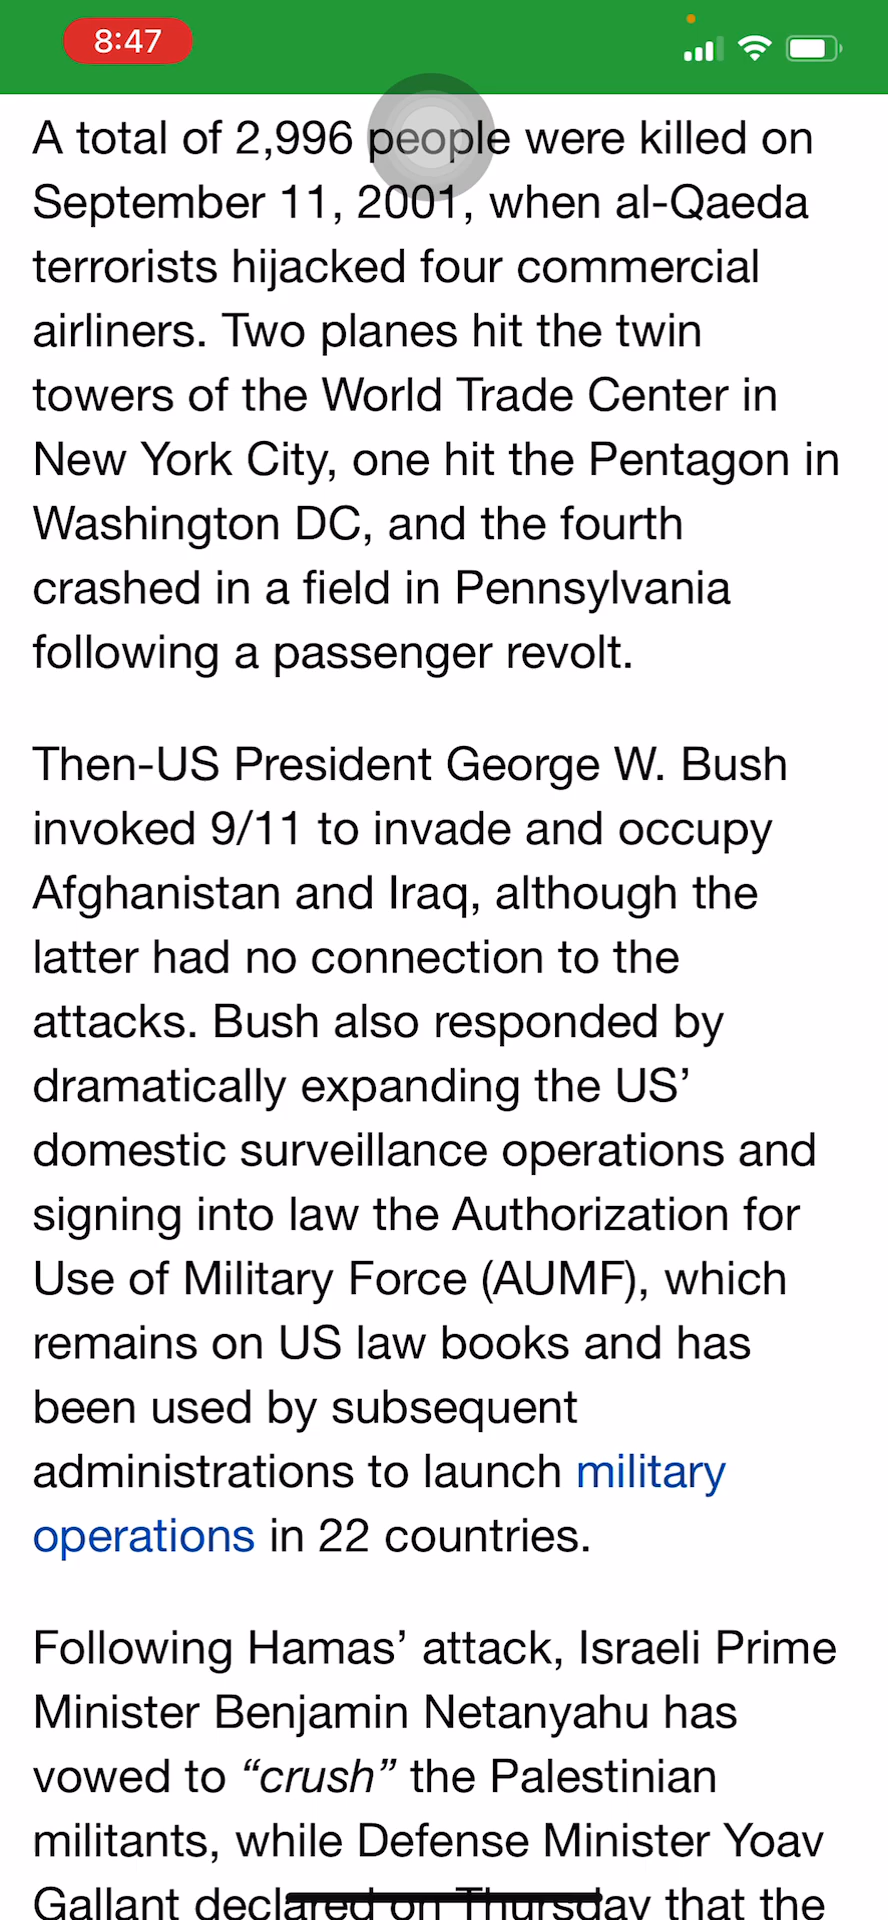 8:47
A total of 2,996 people were killed on
September 11, 2001, when al-Qaeda
terrorists hijacked four commercial
airliners. Two planes hit the twin
towers of the World Trade Center in
New York City, one hit the Pentagon in
Washington DC, and the fourth
crashed in a field in Pennsylvania
following a passenger revolt.
Then-US President George W. Bush
invoked 9/11 to invade and occupy
Afghanistan and Iraq, although the
latter had no connection to the
attacks. Bush also responded by
dramatically expanding the US’
domestic surveillance operations and
signing into law the Authorization for
Use of Military Force (AUMF), which
remains on US law books and has
been used by subsequent
administrations to launch military
operations in 22 countries.
Following Hamas’ attack, Israeli Prime
Minister Benjamin Netanyahu has
vowed to “crush” the Palestinian
militants, while Defense Minister Yoav
Gallant declared on Thursday that the